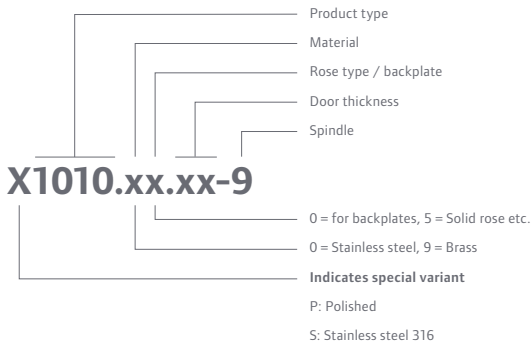 Product type
Material
Rose type / backplate
Door thickness
Spindle
X1010.xx.xx-9
0 = for backplates, 5 = Solid rose etc.
0 = Stainless steel, 9 = Brass
Indicates special variant
P: Polished
S: Stainless steel 316